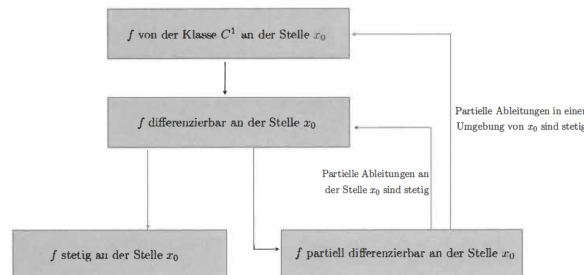 f von der Klasse C¹ an der Stelle x₀
f differenzierbar an der Stelle x₀
Partielle Ableitungen in einer
Umgebung von x₀ sind stetig
Partielle Ableitungen an
der Stelle x₀ sind stetig
f stetig an der Stelle x₀
f partiell differenzierbar an der Stelle x₀